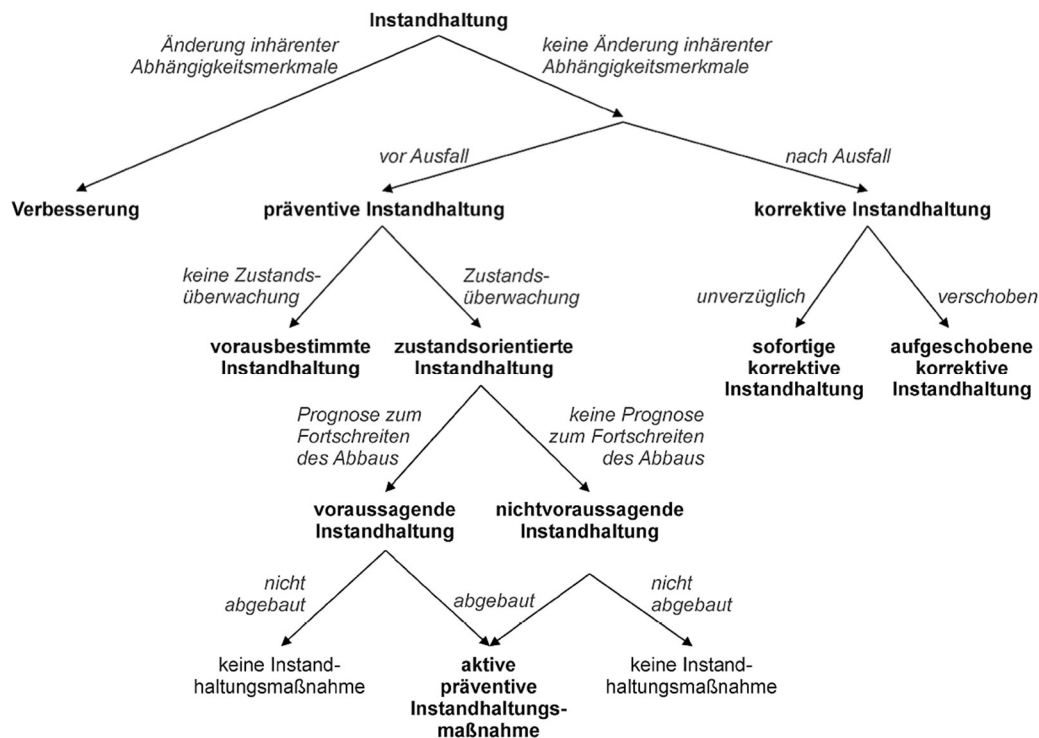 Instandhaltung
Änderung inhärenter
Abhängigkeitsmerkmale
keine Änderung inhärenter
Abhängigkeitsmerkmale
vor Ausfall
nach Ausfall
Verbesserung
präventive Instandhaltung
korrektive Instandhaltung
keine Zustands-
überwachung
Zustands-
überwachung
unverzüglich
verschoben
vorausbestimmte
Instandhaltung
zustandsorientierte
Instandhaltung
sofortige
korrektive
Instandhaltung
aufgeschobene
korrektive
Instandhaltung
Prognose zum
Fortschreiten
des Abbaus
keine Prognose
zum Fortschreiten
des Abbaus
voraussagende
Instandhaltung
nichtvoraussagende
Instandhaltung
nicht
abgebaut
abgebaut
nicht
abgebaut
keine Instand-
haltungsmaßnahme
aktive
präventive
Instandhaltungs-
maßnahme
keine Instand-
haltungsmaßnahme